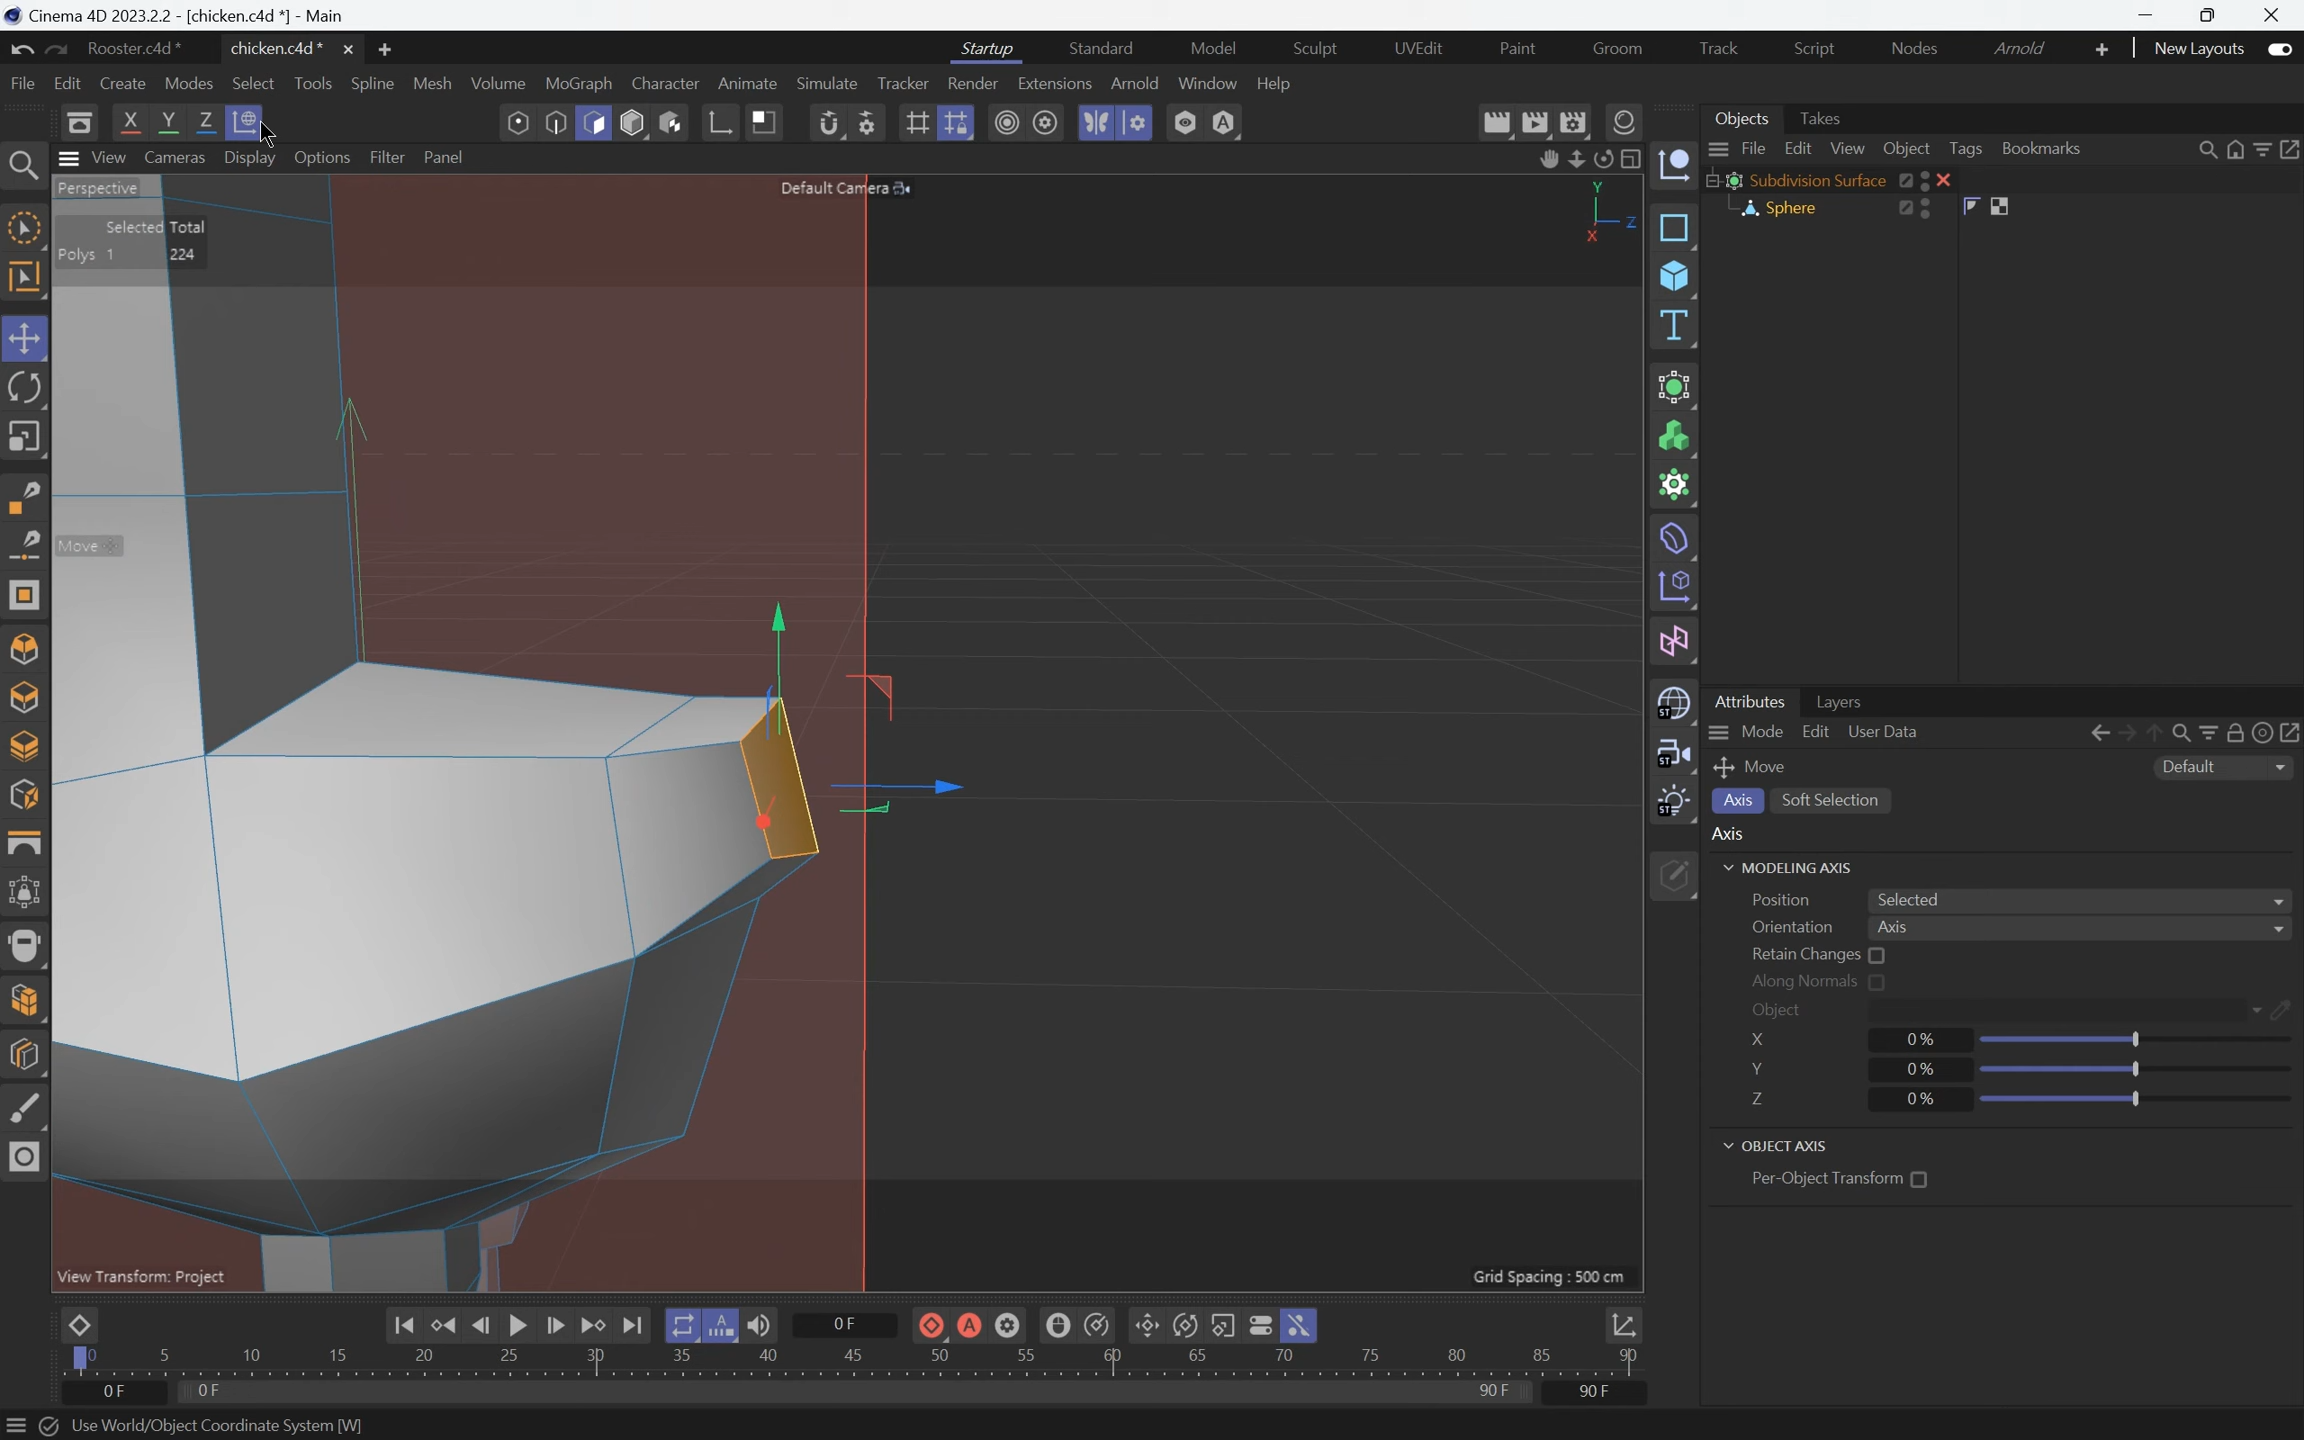 Cinema 4D 2023.2.2 - [chicken.c4d *] - Main
Rooster.c4d * chicken.c4d * Startup Standard Model Sculpt UVEdit Paint Groom Track Script Nodes Arnold New Layouts
File Edit Create Modes Select Tools Spline Mesh Volume MoGraph Character Animate Simulate Tracker Render Extensions Arnold Window Help
X Y Z
Objects Takes
View Cameras Display Options Filter Panel
File Edit View Object Tags Bookmarks
Perspective
Default Camera
Y
Z
X
Subdivision Surface
Sphere
Selected Total
Polys 1 224
Move
ST
ST
ST
Attributes Layers
Mode Edit User Data
Move Default
Axis Soft Selection
Axis
MODELING AXIS
Position Selected
Orientation Axis
Retain Changes
Along Normals
Object
X 0 %
Y 0 %
Z 0 %
OBJECT AXIS
Per-Object Transform
View Transform: Project
Grid Spacing : 500 cm
0 F
0 5 10 15 20 25 30 35 40 45 50 55 60 65 70 75 80 85 90
0 F 0 F 90 F 90 F
Use World/Object Coordinate System [W]